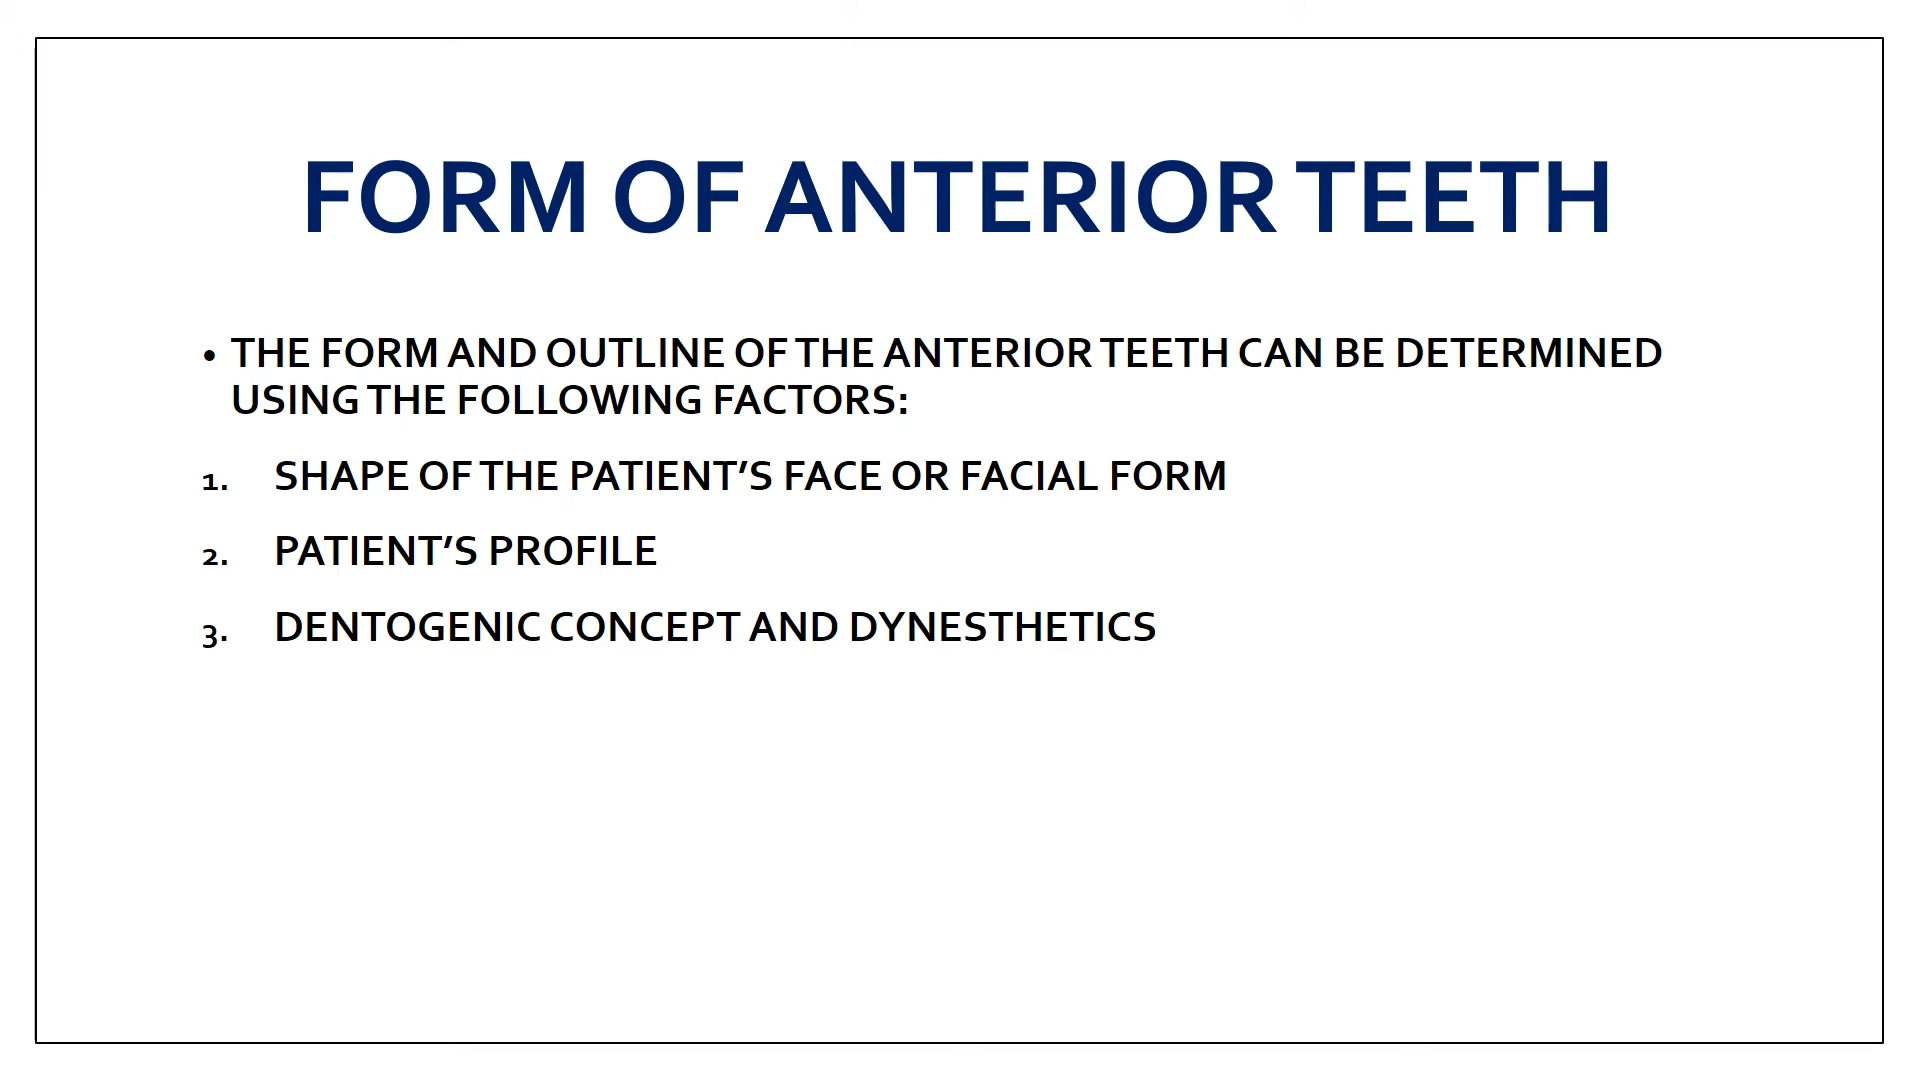 FORM OF ANTERIOR TEETH
• THE FORM AND OUTLINE OF THE ANTERIOR TEETH CAN BE DETERMINED
USING THE FOLLOWING FACTORS:
1. SHAPE OF THE PATIENT’S FACE OR FACIAL FORM
2. PATIENT’S PROFILE
3. DENTOGENIC CONCEPT AND DYNESTHETICS